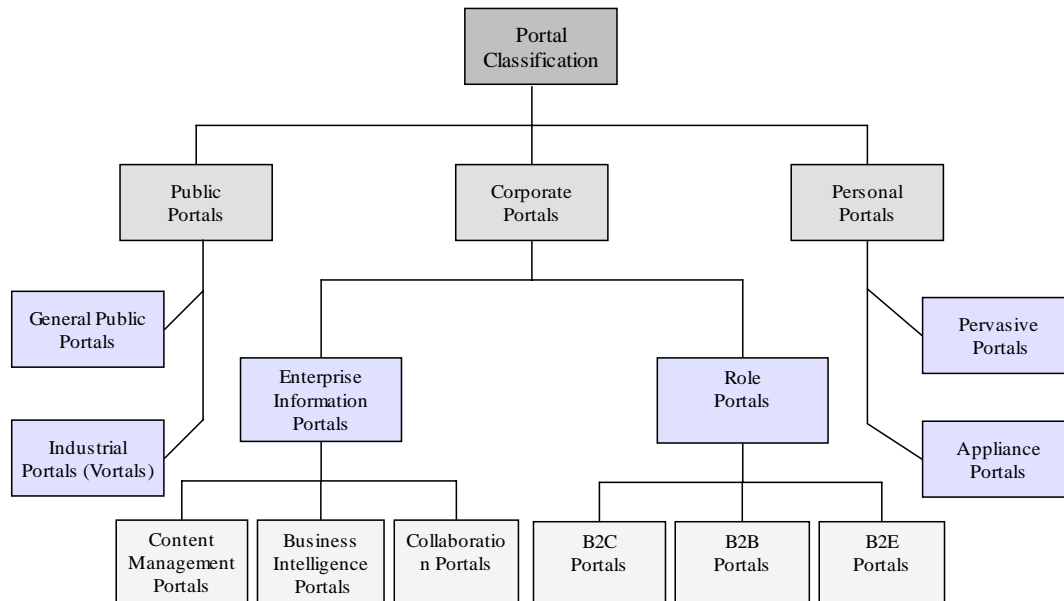 Portal
Classification
Public
Portals
Corporate
Portals
Personal
Portals
General Public
Portals
Industrial
Portals (Vortals)
Enterprise
Information
Portals
Role
Portals
Pervasive
Portals
Appliance
Portals
Content
Management
Portals
Business
Intelligence
Portals
Collaboratio
n Portals
B2C
Portals
B2B
Portals
B2E
Portals